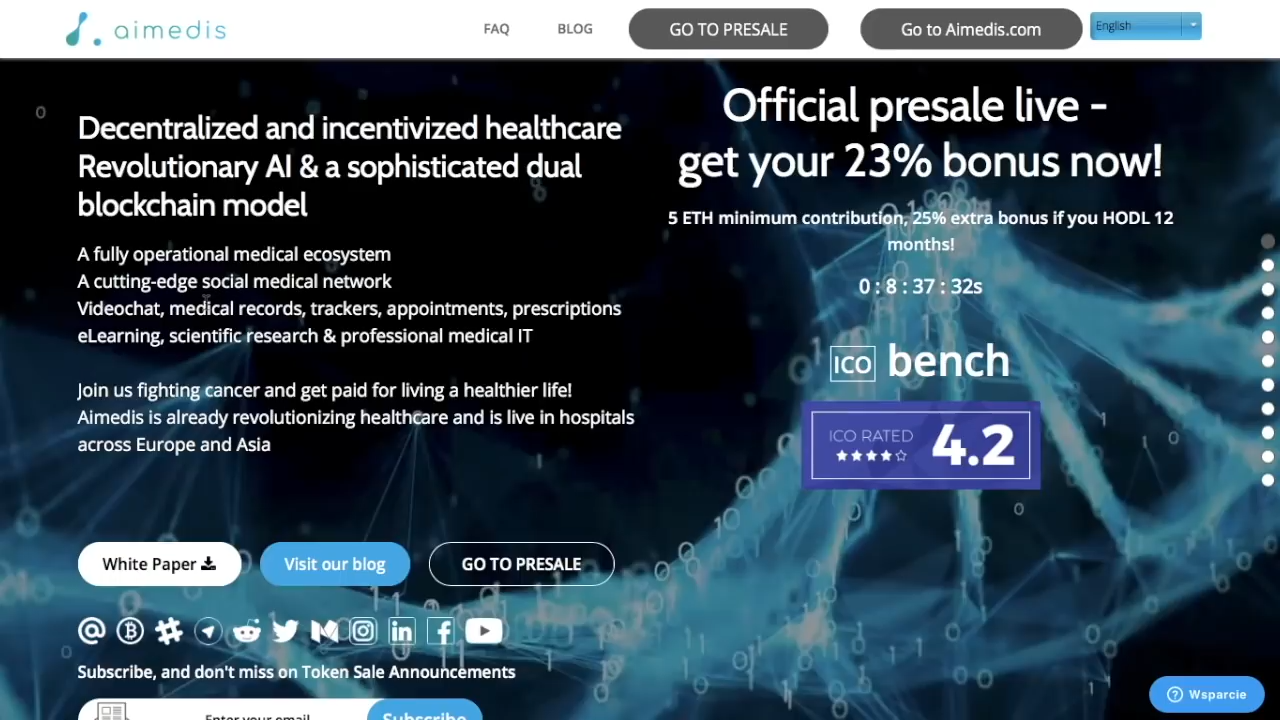 aimedis
FAQ
BLOG
GO TO PRESALE
Go to Aimedis.com
English
Decentralized and incentivized healthcare
Revolutionary AI & a sophisticated dual
blockchain model
A fully operational medical ecosystem
A cutting-edge social medical network
Videochat, medical records, trackers, appointments, prescriptions
eLearning, scientific research & professional medical IT
Join us fighting cancer and get paid for living a healthier life!
Aimedis is already revolutionizing healthcare and is live in hospitals
across Europe and Asia
White Paper
Visit our blog
GO TO PRESALE
Subscribe, and don't miss on Token Sale Announcements
Enter your email
Subscribe
Official presale live -
get your 23% bonus now!
5 ETH minimum contribution, 25% extra bonus if you HODL 12
months!
0 : 8 : 37 : 32s
ICO bench
ICO RATED
4.2
Wsparcie